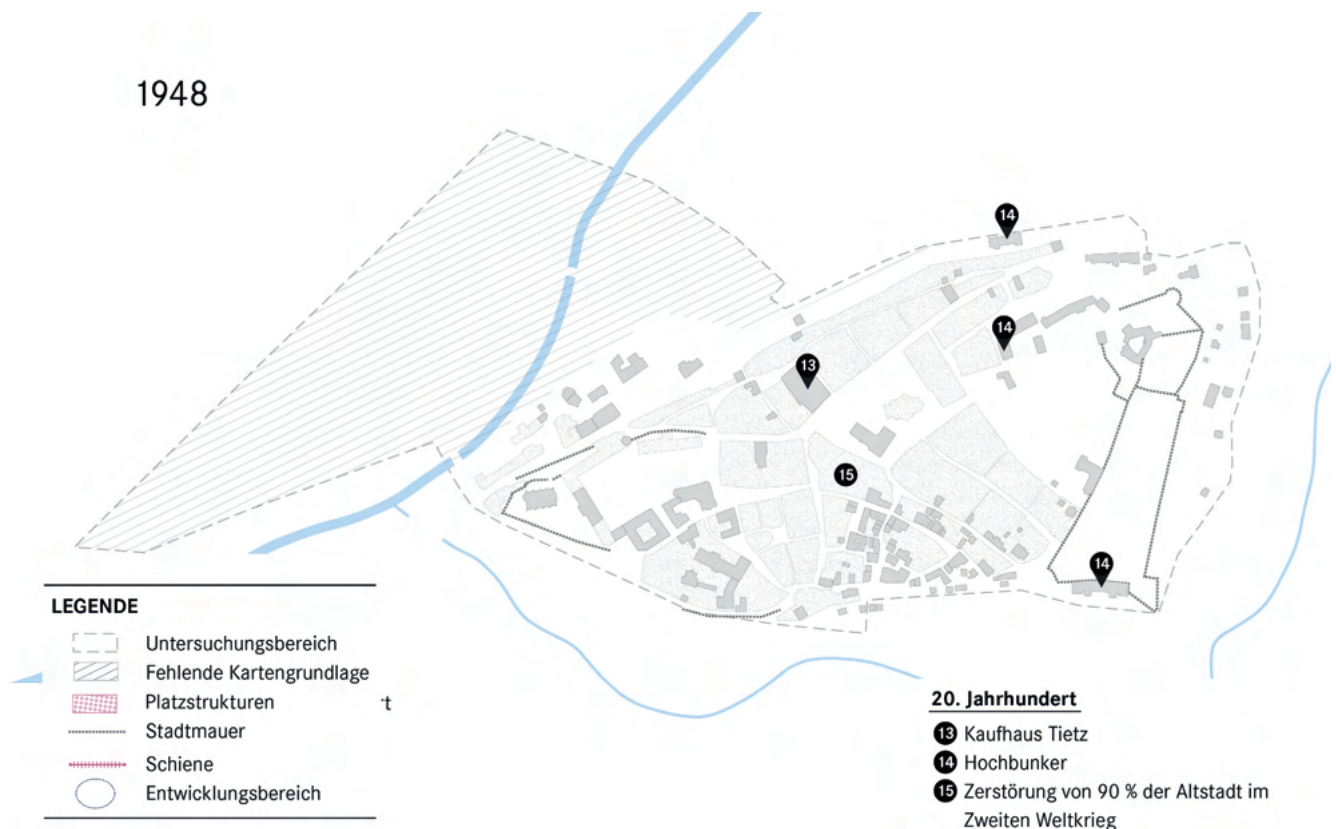 1948
14
14
13
15
14
LEGENDE
Untersuchungsbereich
Fehlende Kartengrundlage
Platzstrukturen t
Stadtmauer
Schiene
Entwicklungsbereich
20. Jahrhundert
13 Kaufhaus Tietz
14 Hochbunker
15 Zerstörung von 90 % der Altstadt im
Zweiten Weltkrieg